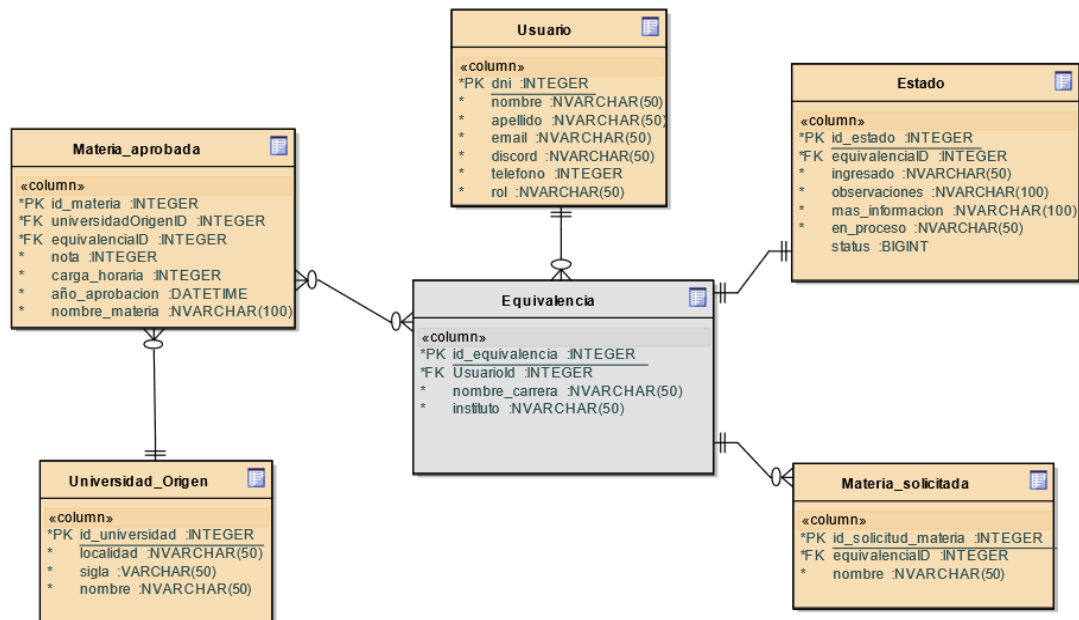 Usuario
«column»
*PK dni :INTEGER
* nombre :NVARCHAR(50)
* apellido :NVARCHAR(50)
* email :NVARCHAR(50)
* discord :NVARCHAR(50)
* telefono :INTEGER
* rol :NVARCHAR(50)
Estado
«column»
*PK id_estado :INTEGER
*FK equivalenciaID :INTEGER
* ingresado :NVARCHAR(50)
* observaciones :NVARCHAR(100)
* mas_informacion :NVARCHAR(100)
* en_proceso :NVARCHAR(50)
status :BIGINT
Materia_aprobada
«column»
*PK id_materia :INTEGER
*FK universidadOrigenID :INTEGER
*FK equivalenciaID :INTEGER
* nota :INTEGER
* carga_horaria :INTEGER
* año_aprobacion :DATETIME
* nombre_materia :NVARCHAR(100)
Equivalencia
«column»
*PK id_equivalencia :INTEGER
*FK UsuarioId :INTEGER
* nombre_carrera :NVARCHAR(50)
* instituto :NVARCHAR(50)
Universidad_Origen
«column»
*PK id_universidad :INTEGER
* localidad :NVARCHAR(50)
* sigla :VARCHAR(50)
* nombre :NVARCHAR(50)
Materia_solicitada
«column»
*PK id_solicitud_materia :INTEGER
*FK equivalenciaID :INTEGER
* nombre :NVARCHAR(50)